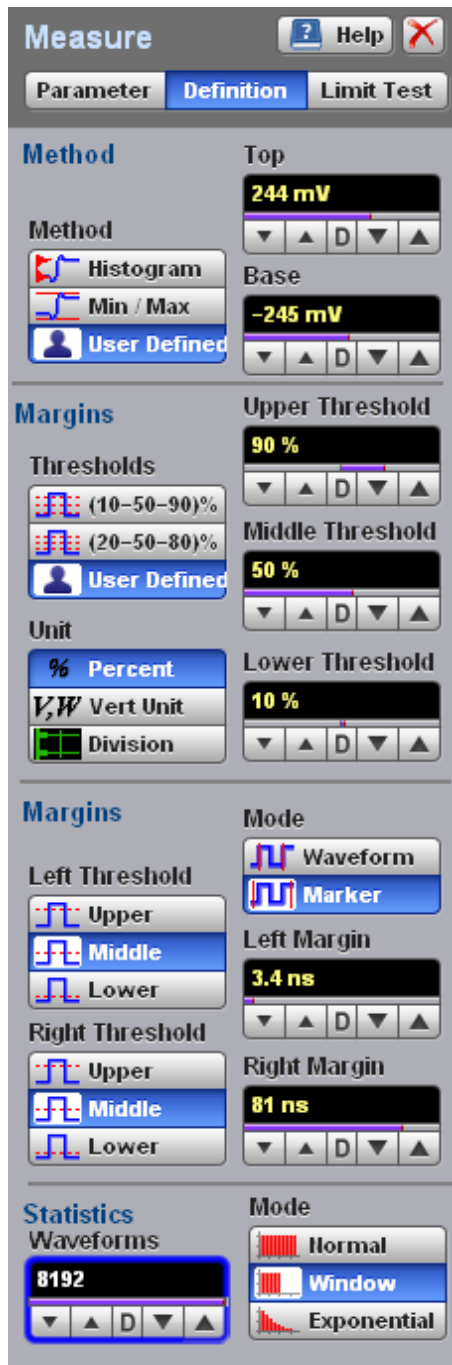 Measure
? Help
Parameter Definition Limit Test
Method
Top
244 mV
D
Method
Histogram
Min / Max
User Defined
Base
-245 mV
D
Margins
Thresholds
(10-50-90)%
(20-50-80)%
User Defined
Unit
% Percent
V,W Vert Unit
Division
Upper Threshold
90 %
D
Middle Threshold
50 %
D
Lower Threshold
10 %
D
Margins
Left Threshold
Upper
Middle
Lower
Right Threshold
Upper
Middle
Lower
Mode
Waveform
Marker
Left Margin
3.4 ns
D
Right Margin
81 ns
D
Statistics
Waveforms
8192
D
Mode
Normal
Window
Exponential